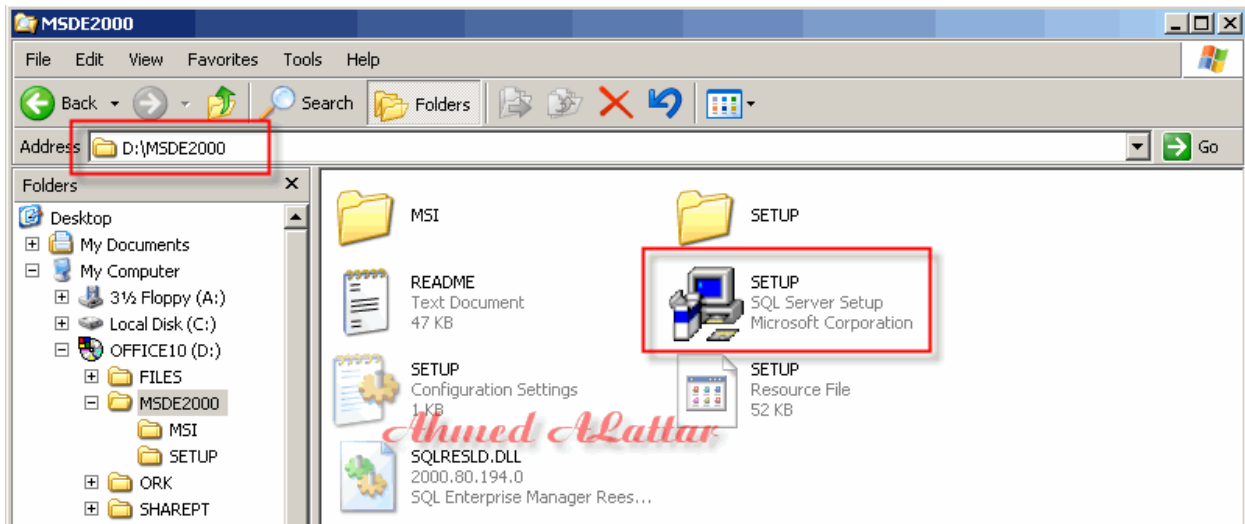 MSDE2000
File Edit View Favorites Tools Help
Back Search Folders
Address D:\MSDE2000 Go
Folders
Desktop
My Documents
My Computer
3½ Floppy (A:)
Local Disk (C:)
OFFICE10 (D:)
FILES
MSDE2000
MSI
SETUP
ORK
SHAREPT
MSI
SETUP
README
Text Document
47 KB
SETUP
SQL Server Setup
Microsoft Corporation
SETUP
Configuration Settings
1 KB
SETUP
Resource File
52 KB
Ahmed ALattar
SQLRESLD.DLL
2000.80.194.0
SQL Enterprise Manager Rees...